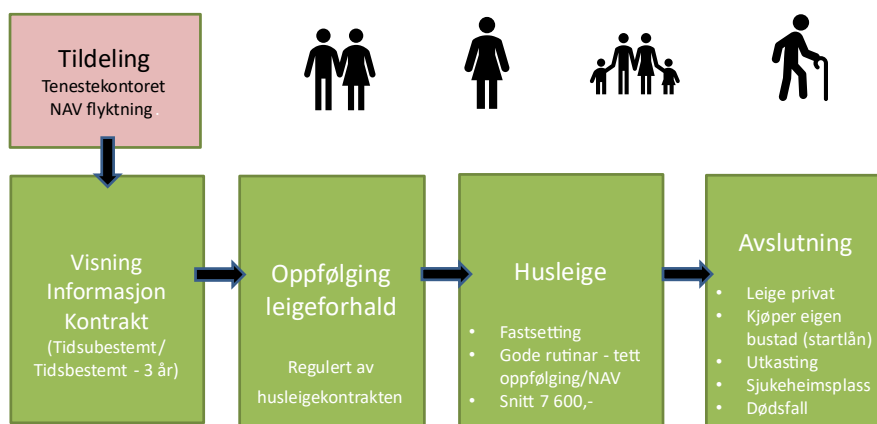 Tildeling
Tenestekontoret
NAV flyktning.
Visning
Informasjon
Kontrakt
(Tidsubestemt/
Tidsbestemt - 3 år)
Oppfølging
leigeforhald
Regulert av
husleigekontrakten
Husleige
• Fastsetting
• Gode rutinar - tett
oppfølging/NAV
• Snitt 7 600,-
Avslutning
• Leige privat
• Kjøper eigen
bustad (startlån)
• Utkasting
• Sjukeheimsplass
• Dødsfall